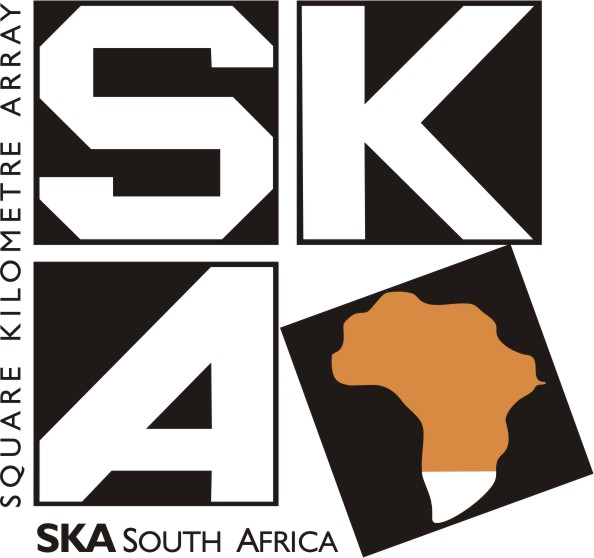 SQUARE KILOMETRE ARRAY
SK
A
SKA SOUTH AFRICA